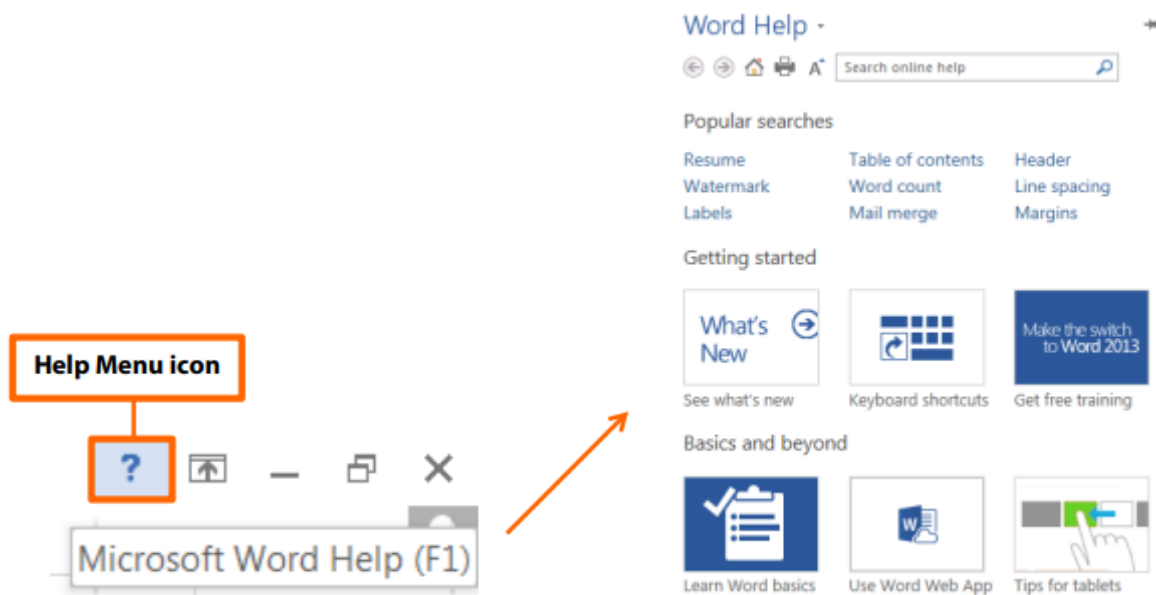 Help Menu icon
?
Microsoft Word Help (F1)
Word Help
A
Search online help
Popular searches
Resume Table of contents Header
Watermark Word count Line spacing
Labels Mail merge Margins
Getting started
What's
New
Make the switch
to Word 2013
See what's new Keyboard shortcuts Get free training
Basics and beyond
W
Learn Word basics Use Word Web App Tips for tablets